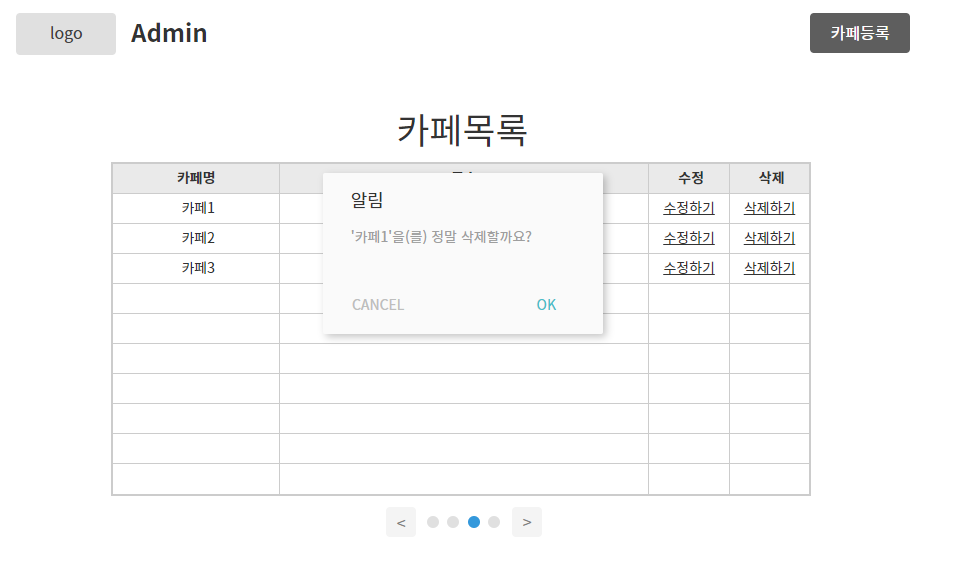 logo
Admin
카페등록
카페목록
카페명
수정
삭제
카페1
수정하기
삭제하기
카페2
수정하기
삭제하기
카페3
수정하기
삭제하기
알림
'카페1'을(를) 정말 삭제할까요?
CANCEL
OK
<
>